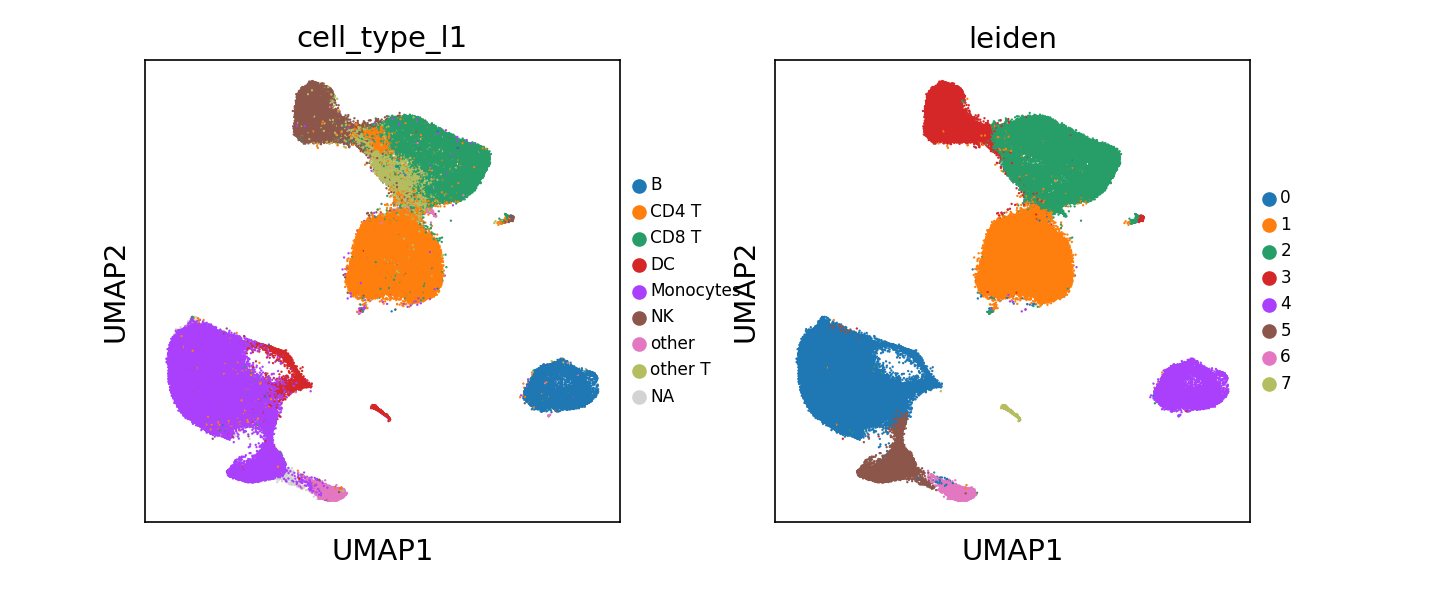 cell_type_l1
UMAP2
UMAP1
B
CD4 T
CD8 T
DC
Monocytes
NK
other
other T
NA
leiden
UMAP2
UMAP1
0
1
2
3
4
5
6
7